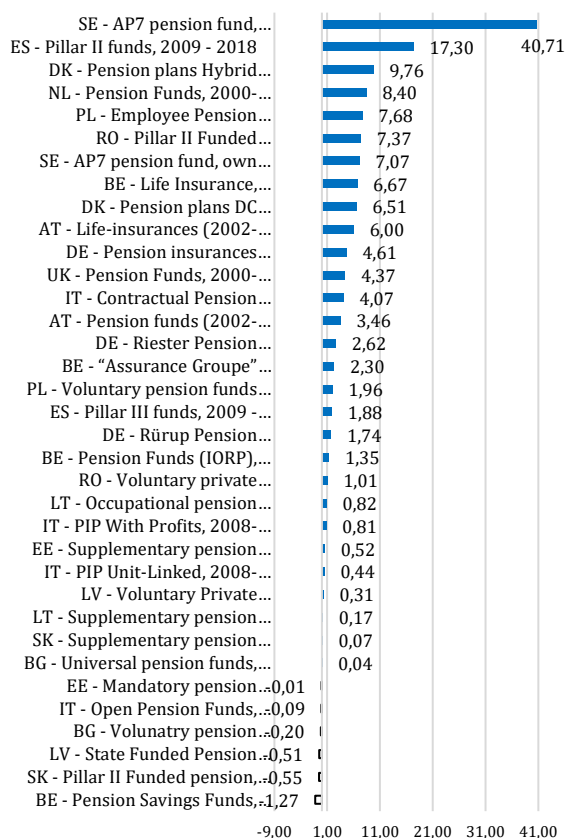 SE - AP7 pension fund,... 40,71
ES - Pillar II funds, 2009 - 2018 17,30
DK - Pension plans Hybrid... 9,76
NL - Pension Funds, 2000-... 8,40
PL - Employee Pension... 7,68
RO - Pillar II Funded... 7,37
SE - AP7 pension fund, own... 7,07
BE - Life Insurance,... 6,67
DK - Pension plans DC... 6,51
AT - Life-insurances (2002-... 6,00
DE - Pension insurances... 4,61
UK - Pension Funds, 2000-... 4,37
IT - Contractual Pension... 4,07
AT - Pension funds (2002-... 3,46
DE - Riester Pension... 2,62
BE - “Assurance Groupe”... 2,30
PL - Voluntary pension funds... 1,96
ES - Pillar III funds, 2009 -... 1,88
DE - Rürup Pension... 1,74
BE - Pension Funds (IORP),... 1,35
RO - Voluntary private... 1,01
LT - Occupational pension... 0,82
IT - PIP With Profits, 2008-... 0,81
EE - Supplementary pension... 0,52
IT - PIP Unit-Linked, 2008-... 0,44
LV - Voluntary Private... 0,31
LT - Supplementary pension... 0,17
SK - Supplementary pension... 0,07
BG - Universal pension funds,... 0,04
EE - Mandatory pension... -0,01
IT - Open Pension Funds,... -0,09
BG - Volunatry pension... -0,20
LV - State Funded Pension... -0,51
SK - Pillar II Funded pension,... -0,55
BE - Pension Savings Funds,... -1,27
-9,00 1,00 11,00 21,00 31,00 41,00